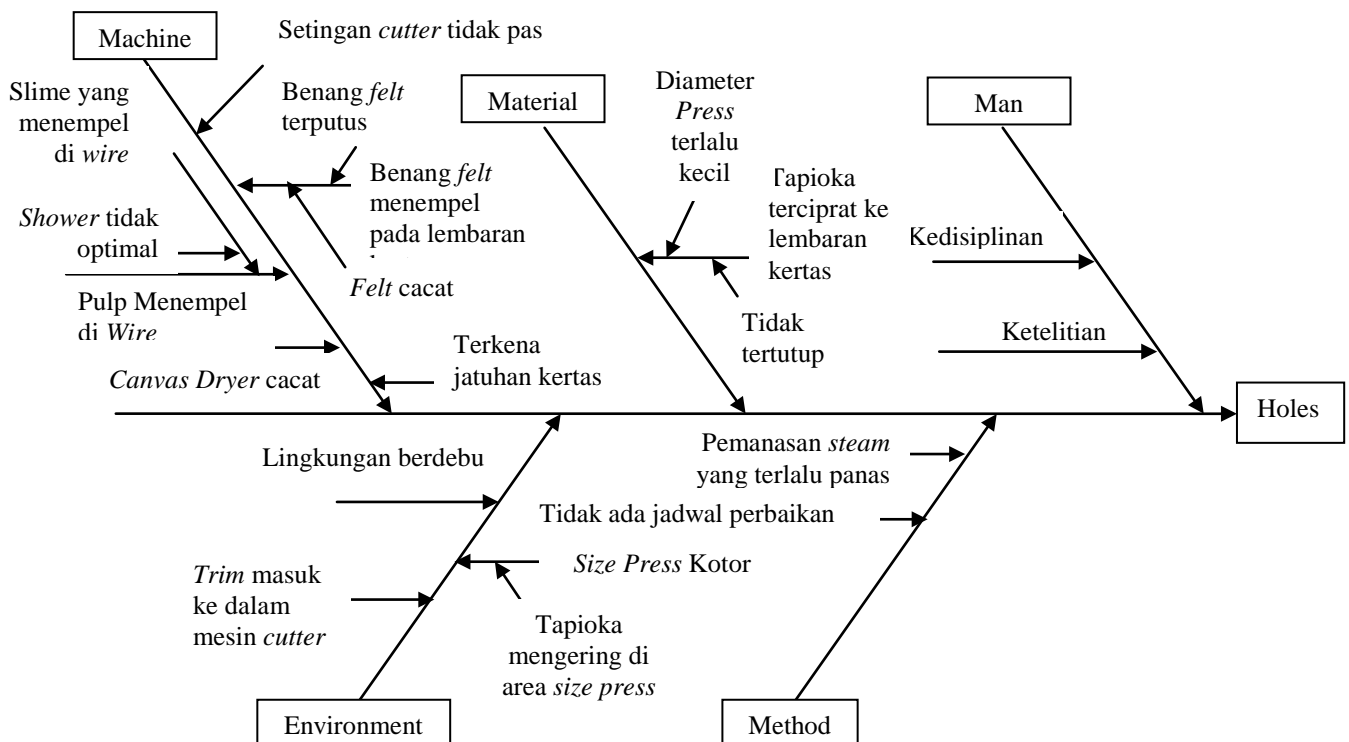 Machine
Setingan cutter tidak pas
Slime yang
menempel
di wire
Benang felt
terputus
Benang felt
menempel
pada lembaran
Shower tidak
optimal
Felt cacat
Pulp Menempel
di Wire
Canvas Dryer cacat
Terkena
jatuhan kertas
Material
Diameter
Press
terlalu
kecil
Tapioka
terciprat ke
lembaran
kertas
Tidak
tertutup
Man
Kedisiplinan
Ketelitian
Holes
Lingkungan berdebu
Trim masuk
ke dalam
mesin cutter
Size Press Kotor
Tapioka
mengering di
area size press
Environment
Pemanasan steam
yang terlalu panas
Tidak ada jadwal perbaikan
Method